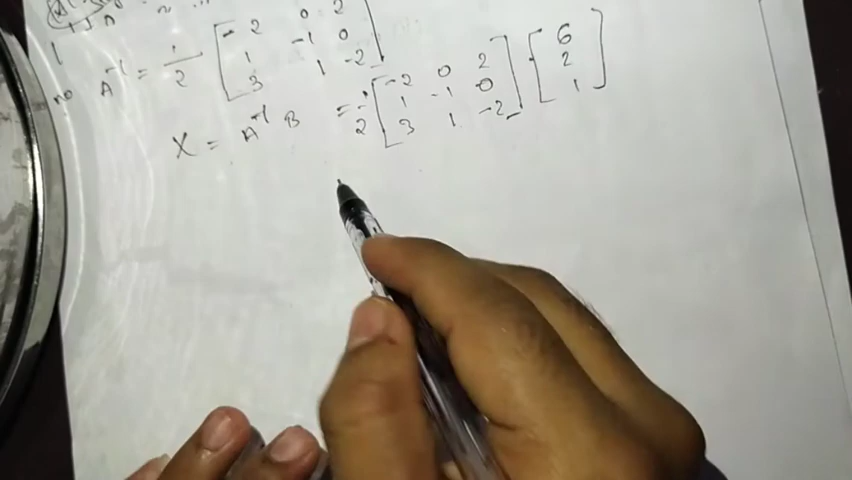 no A⁻¹ = 1/2 [ -2 0 2
1 -1 0
3 1 -2 ]
X = A⁻¹ B = 1/2 [ -2 0 2
1 -1 0
3 1 -2 ] [ 6
2
1 ]